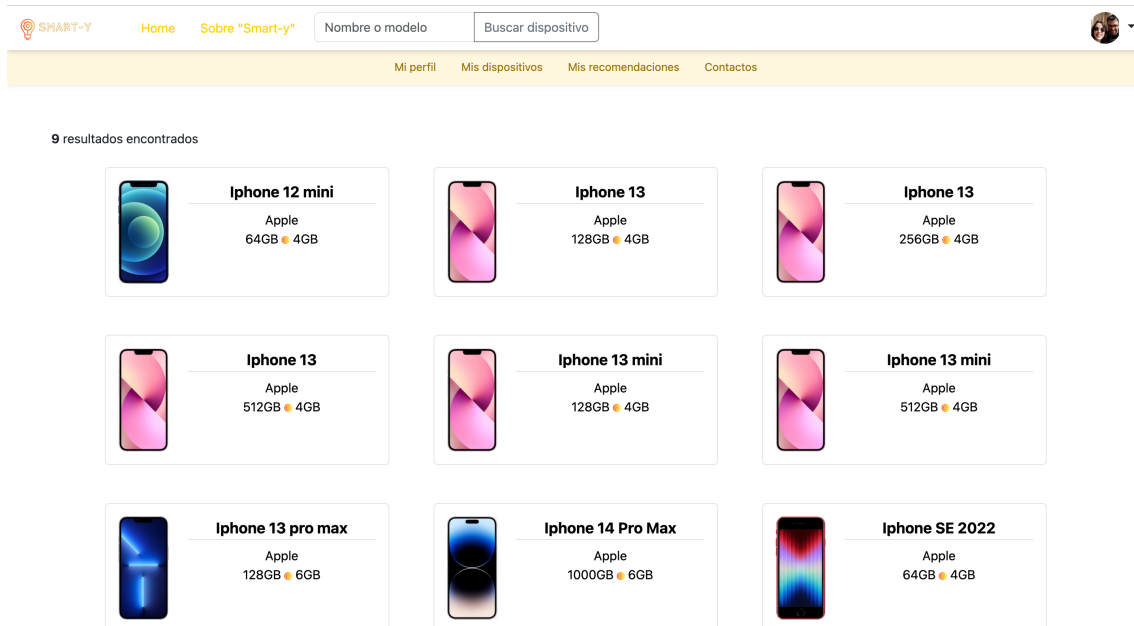 SMART-Y Home Sobre "Smart-y" Nombre o modelo Buscar dispositivo
Mi perfil Mis dispositivos Mis recomendaciones Contactos
9 resultados encontrados
Iphone 12 mini
Apple
64GB 4GB
Iphone 13
Apple
128GB 4GB
Iphone 13
Apple
256GB 4GB
Iphone 13
Apple
512GB 4GB
Iphone 13 mini
Apple
128GB 4GB
Iphone 13 mini
Apple
512GB 4GB
Iphone 13 pro max
Apple
128GB 6GB
Iphone 14 Pro Max
Apple
1000GB 6GB
Iphone SE 2022
Apple
64GB 4GB